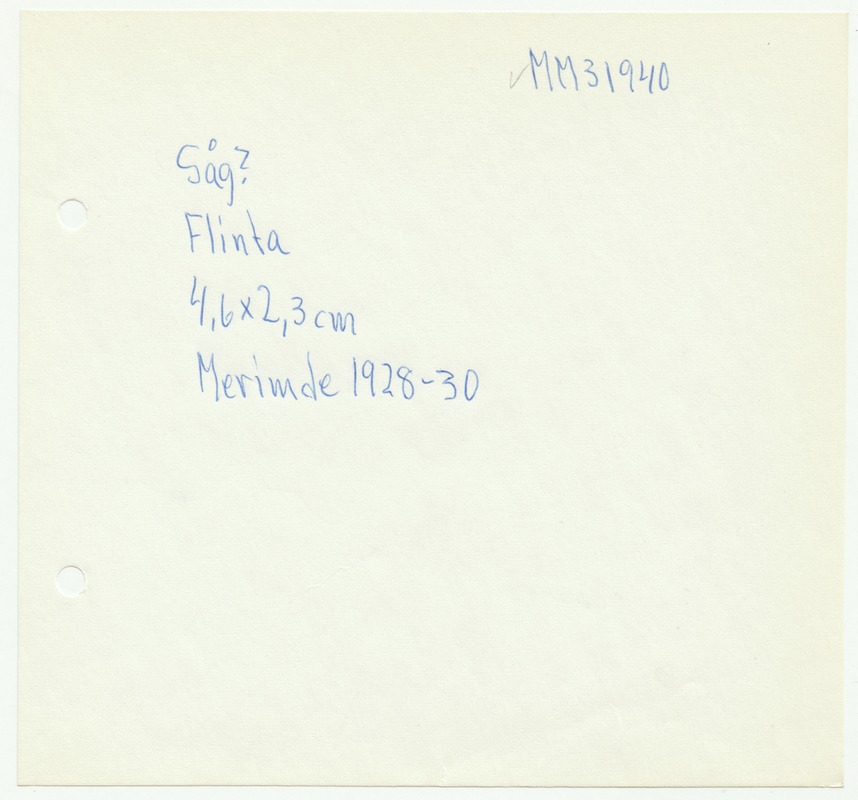 MM31940
Såg?
Flinta
4,6x2,3 cm
Merimde 1928-30